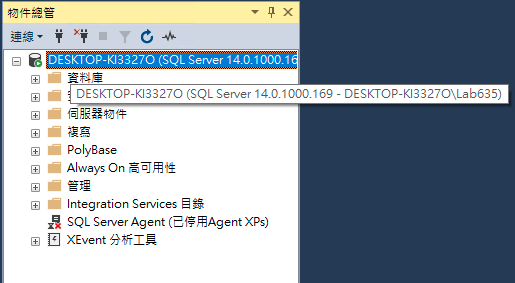 物件總管
連線
DESKTOP-KI3327O (SQL Server 14.0.1000.16
資料庫
DESKTOP-KI3327O (SQL Server 14.0.1000.169 - DESKTOP-KI3327O\Lab635)
伺服器物件
複寫
PolyBase
Always On 高可用性
管理
Integration Services 目錄
SQL Server Agent (已停用Agent XPs)
XEvent 分析工具